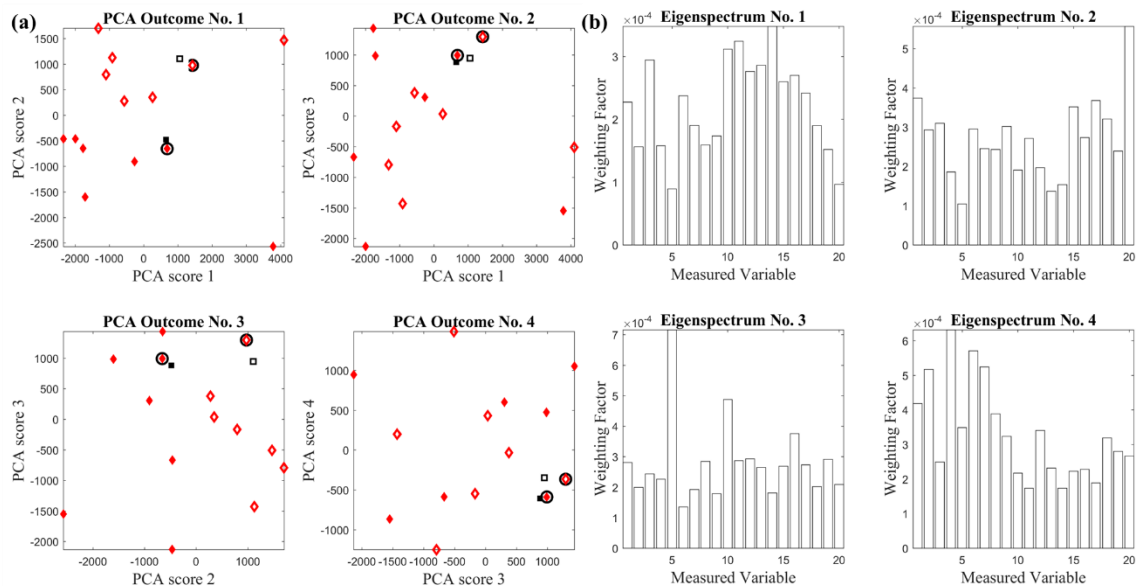 (a)
PCA Outcome No. 1
1500
1000
500
0
-500
-1000
-1500
-2000
-2500
PCA score 2
-2000 -1000 0 1000 2000 3000 4000
PCA score 1
PCA Outcome No. 2
1000
500
0
-500
-1000
-1500
-2000
PCA score 3
-2000 -1000 0 1000 2000 3000 4000
PCA score 1
PCA Outcome No. 3
1000
500
0
-500
-1000
-1500
-2000
PCA score 3
-2000 -1000 0 1000
PCA score 2
PCA Outcome No. 4
1000
500
0
-500
-1000
PCA score 4
-2000 -1000 0 1000
PCA score 3
(b)
×10-4
Eigenspectrum No. 1
3
2
1
0
Weighting Factor
5 10 15 20
Measured Variable
×10-4
Eigenspectrum No. 2
5
4
3
2
1
0
Weighting Factor
5 10 15 20
Measured Variable
×10-4
Eigenspectrum No. 3
7
6
5
4
3
2
1
0
Weighting Factor
5 10 15 20
Measured Variable
×10-4
Eigenspectrum No. 4
6
5
4
3
2
1
0
Weighting Factor
5 10 15 20
Measured Variable